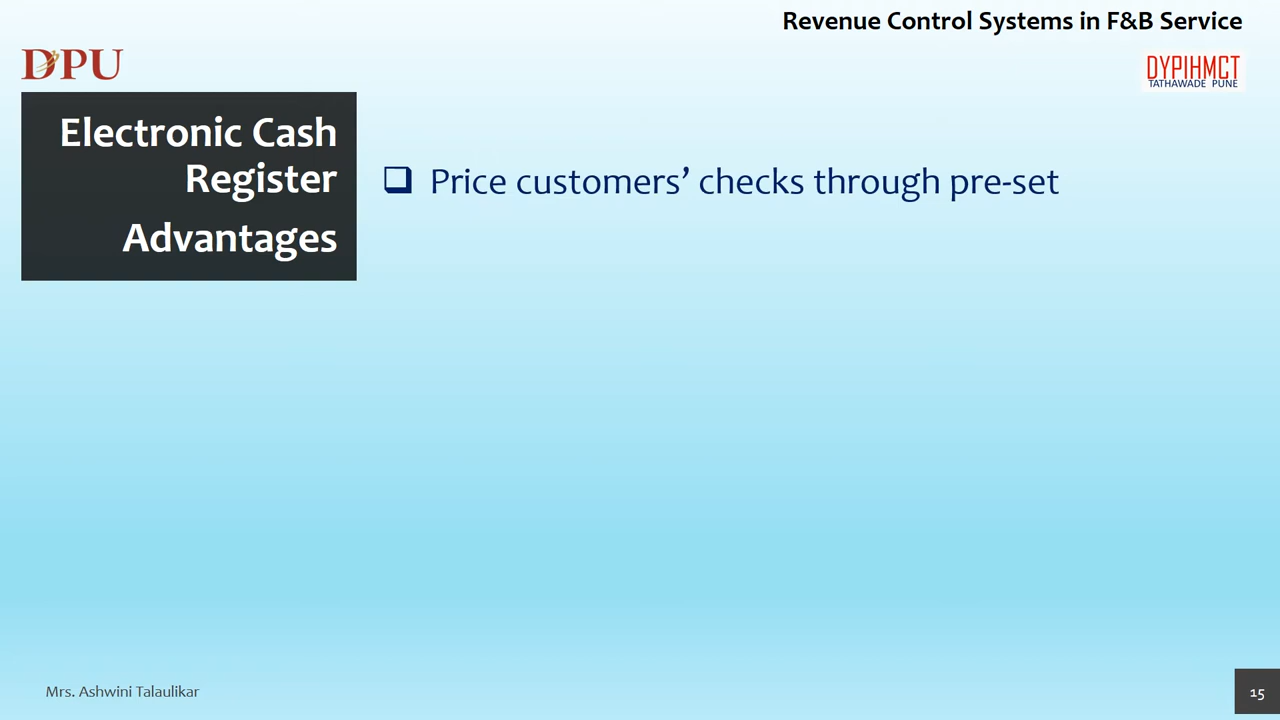 Revenue Control Systems in F&B Service
DPU
DYPIHMCT
TATHAWADE PUNE
Electronic Cash
Register
Advantages
Price customers’ checks through pre-set
Mrs. Ashwini Talaulikar
15